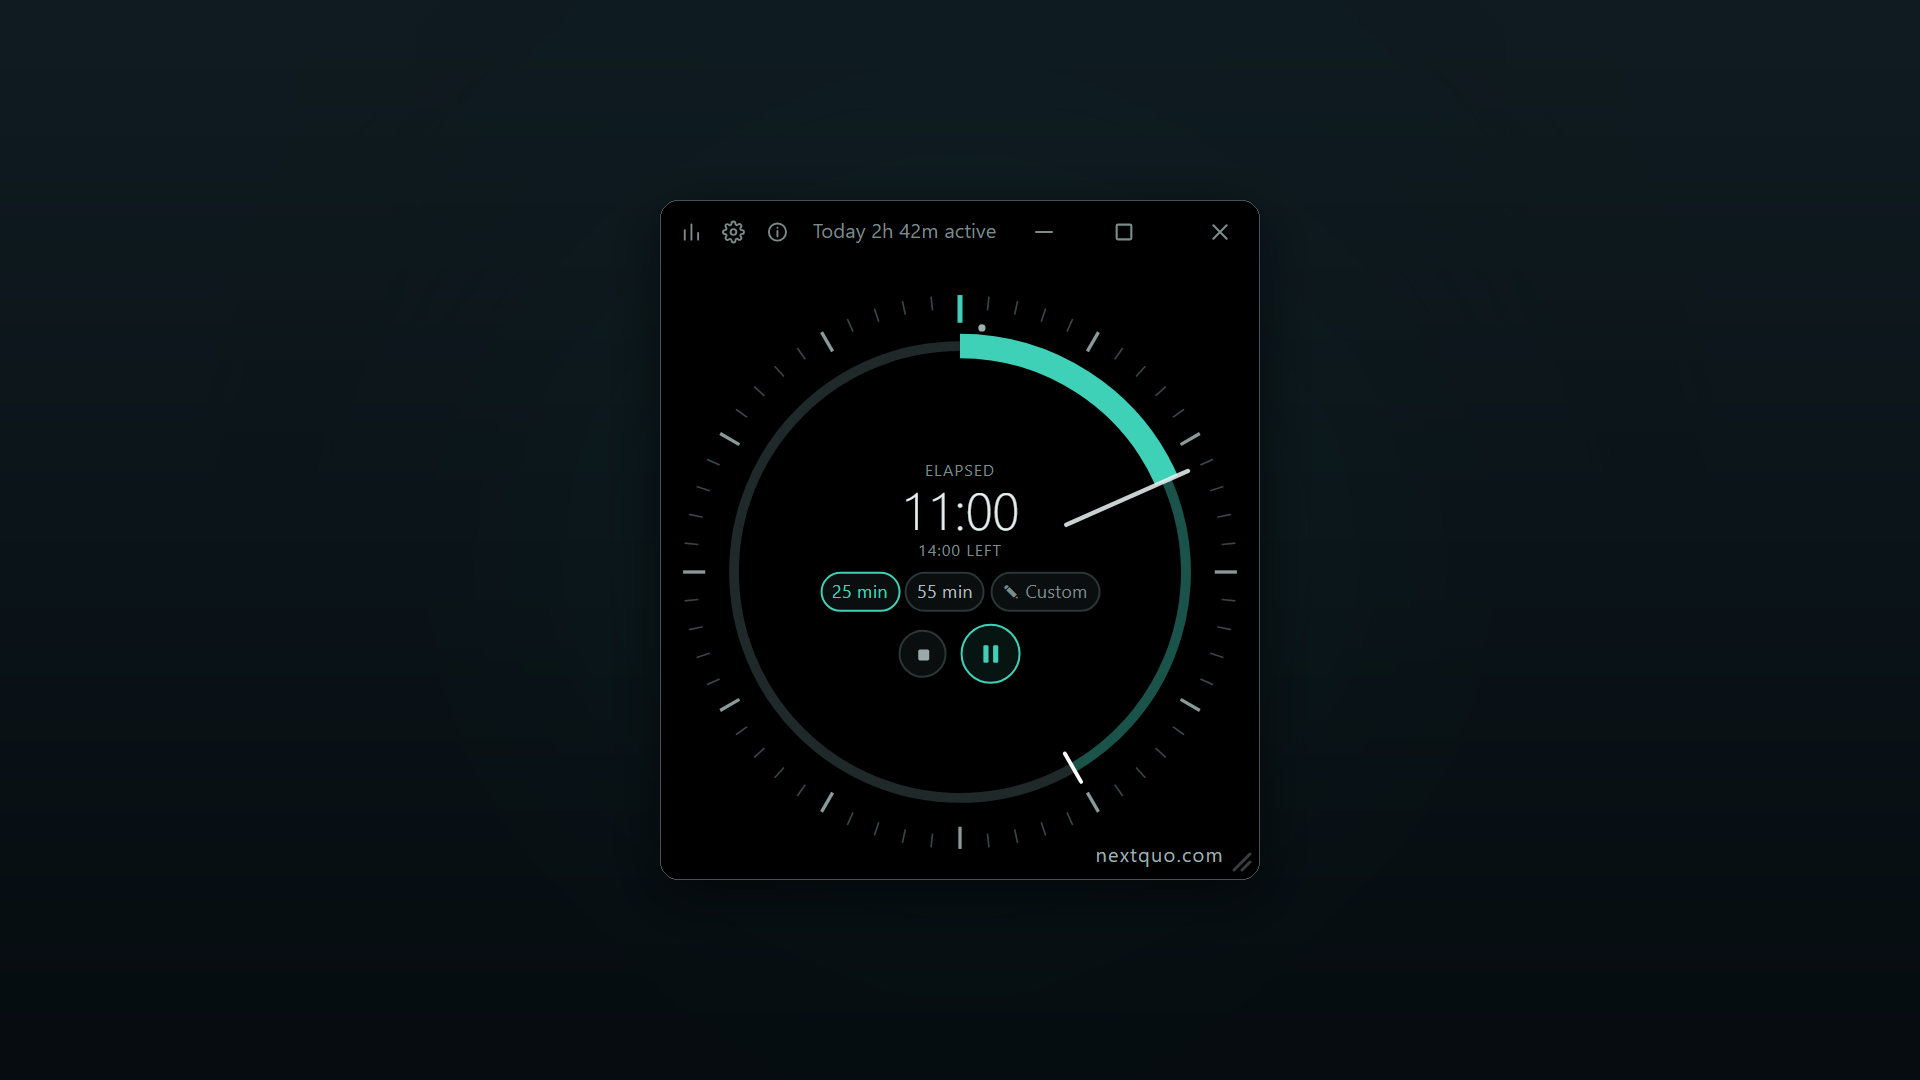 Today 2h 42m active
ELAPSED
11:00
14:00 LEFT
25 min 55 min Custom
nextquo.com